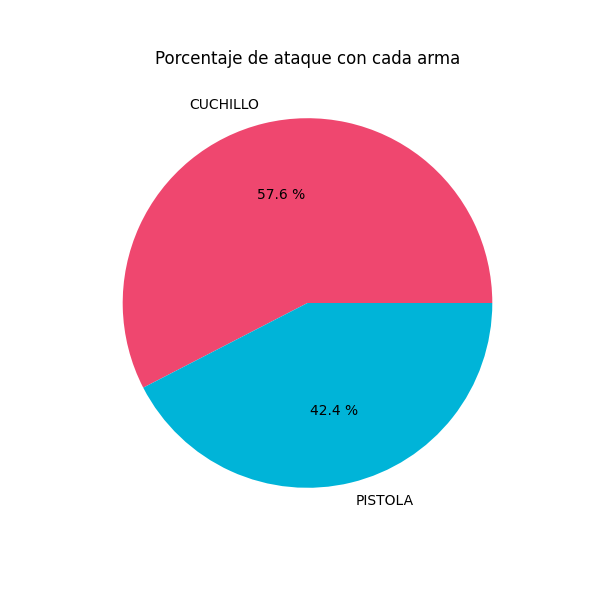 Porcentaje de ataque con cada arma
CUCHILLO
57.6 %
42.4 %
PISTOLA